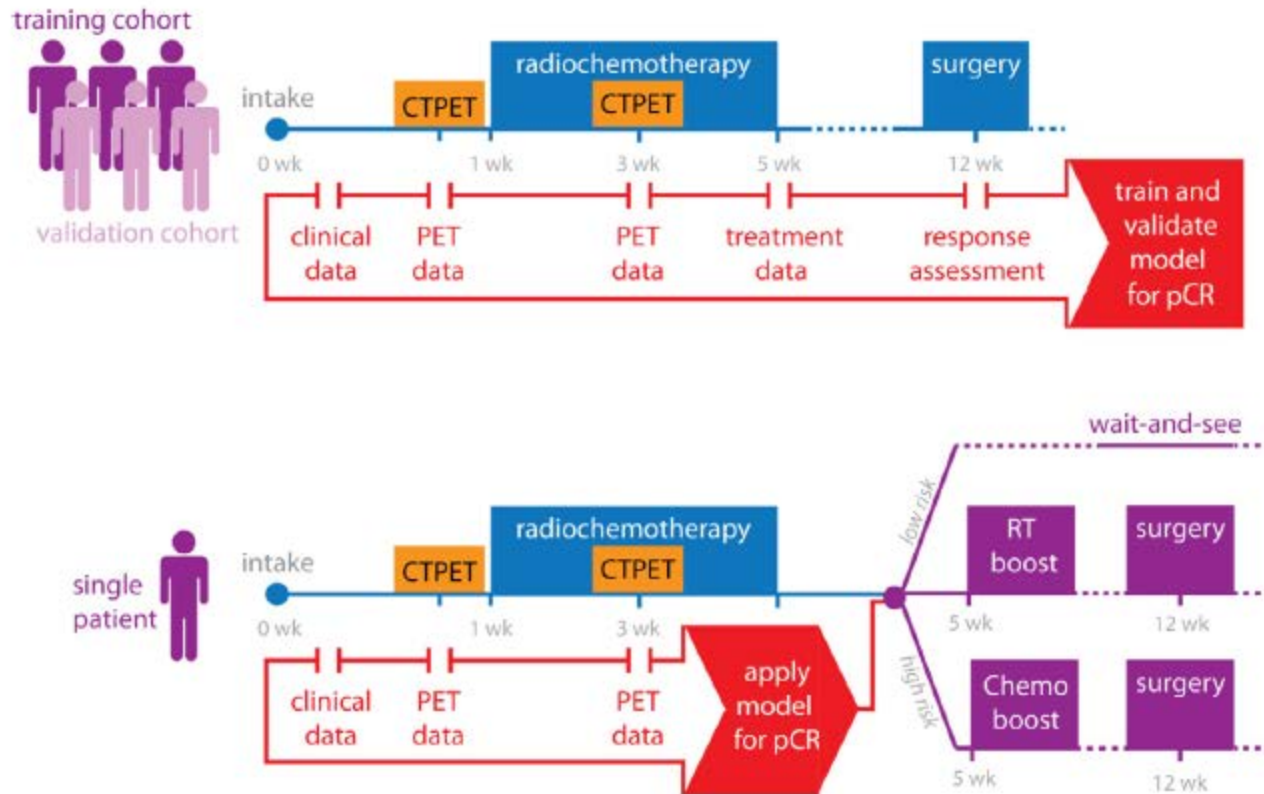 training cohort
validation cohort
intake
CTPET
radiochemotherapy
CTPET
surgery
0 wk
1 wk
3 wk
5 wk
12 wk
clinical
data
PET
data
PET
data
treatment
data
response
assessment
train and
validate
model
for pCR
wait-and-see
single
patient
intake
CTPET
radiochemotherapy
CTPET
0 wk
1 wk
3 wk
clinical
data
PET
data
PET
data
apply
model
for pCR
low risk
high risk
RT
boost
surgery
5 wk
12 wk
Chemo
boost
surgery
5 wk
12 wk